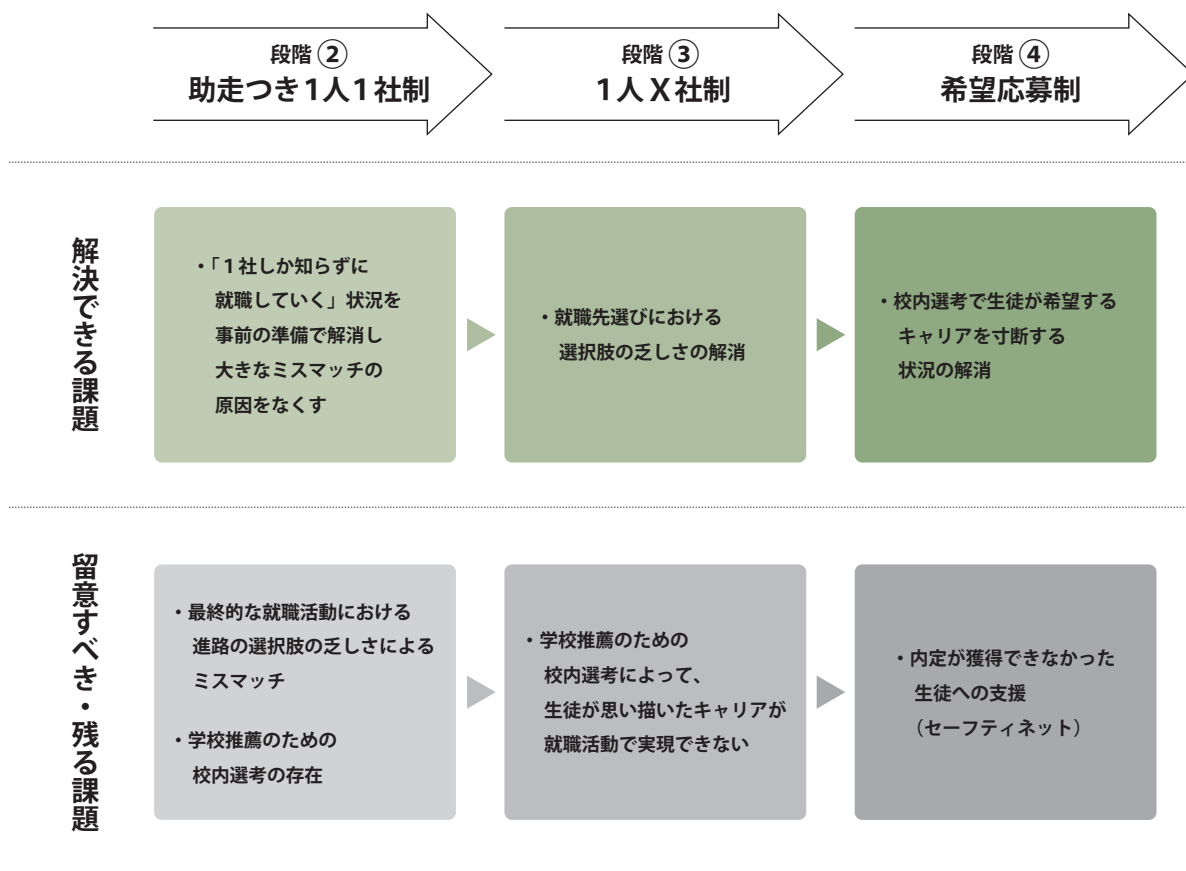 段階②
助走つき1人1社制
段階③
1人X社制
段階④
希望応募制
解決できる課題
・「1社しか知らずに
就職していく」状況を
事前の準備で解消し
大きなミスマッチの
原因をなくす
・就職先選びにおける
選択肢の乏しさの解消
・校内選考で生徒が希望する
キャリアを寸断する
状況の解消
留意すべき・残る課題
・最終的な就職活動における
進路の選択肢の乏しさによる
ミスマッチ
・学校推薦のための
校内選考の存在
・学校推薦のための
校内選考によって、
生徒が思い描いたキャリアが
就職活動で実現できない
・内定が獲得できなかった
生徒への支援
（セーフティネット）